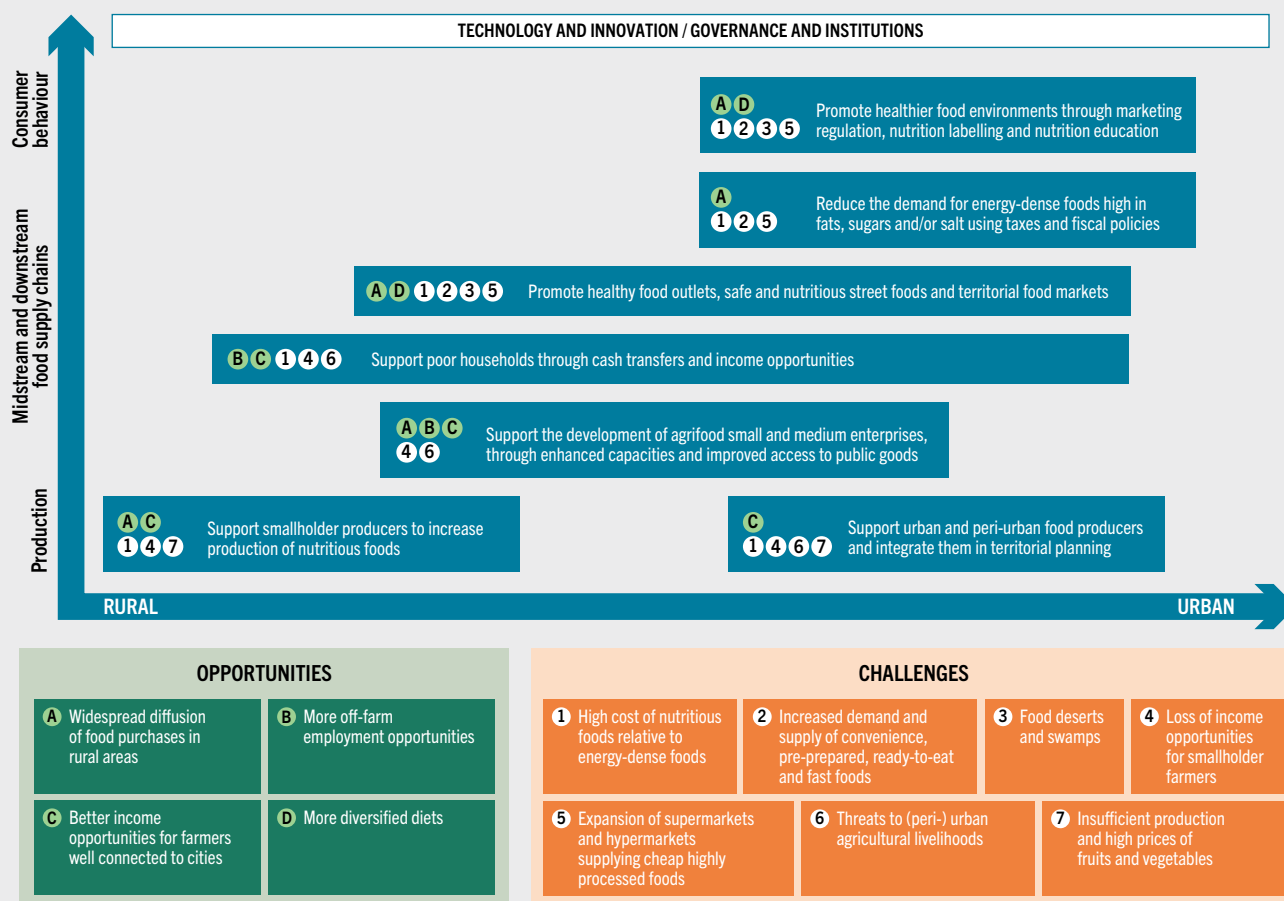 TECHNOLOGY AND INNOVATION / GOVERNANCE AND INSTITUTIONS
Consumer
behaviour
A D
1 2 3 5
Promote healthier food environments through marketing
regulation, nutrition labelling and nutrition education
A
1 2 5
Reduce the demand for energy-dense foods high in
fats, sugars and/or salt using taxes and fiscal policies
Midstream and downstream
food supply chains
A D 1 2 3 5 Promote healthy food outlets, safe and nutritious street foods and territorial food markets
B C 1 4 6 Support poor households through cash transfers and income opportunities
A B C
4 6
Support the development of agrifood small and medium enterprises,
through enhanced capacities and improved access to public goods
Production
A C
1 4 7
Support smallholder producers to increase
production of nutritious foods
C
1 4 6 7
Support urban and peri-urban food producers
and integrate them in territorial planning
RURAL
URBAN
OPPORTUNITIES
A Widespread diffusion
of food purchases in
rural areas
B More off-farm
employment opportunities
C Better income
opportunities for farmers
well connected to cities
D More diversified diets
CHALLENGES
1 High cost of nutritious
foods relative to
energy-dense foods
2 Increased demand and
supply of convenience,
pre-prepared, ready-to-eat
and fast foods
3 Food deserts
and swamps
4 Loss of income
opportunities
for smallholder
farmers
5 Expansion of supermarkets
and hypermarkets
supplying cheap highly
processed foods
6 Threats to (peri-) urban
agricultural livelihoods
7 Insufficient production
and high prices of
fruits and vegetables